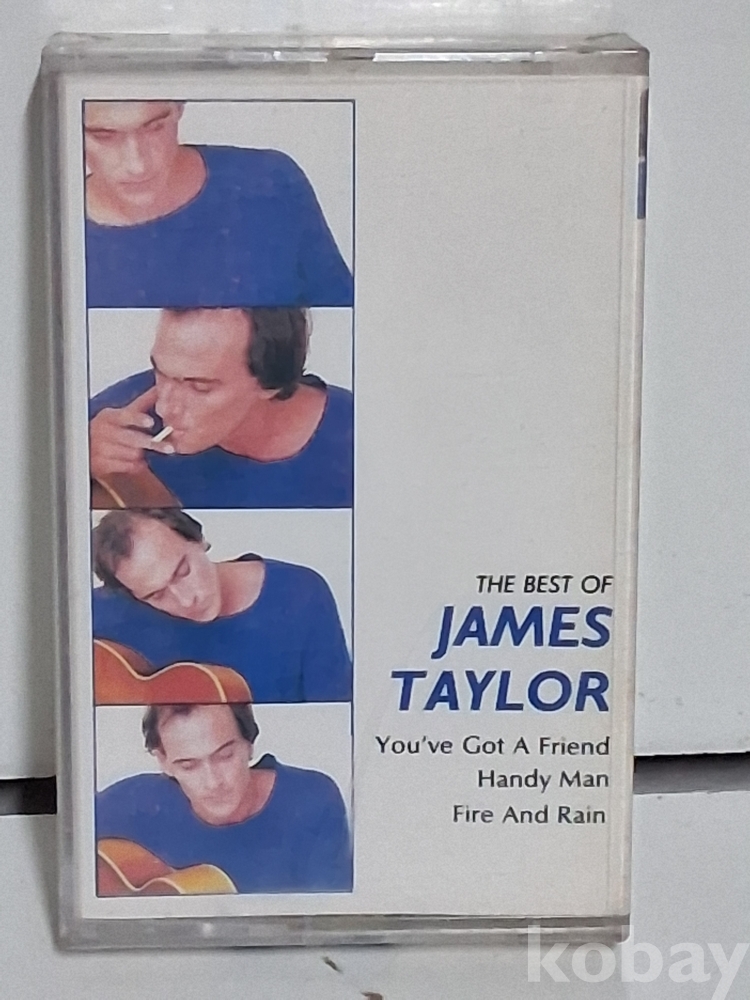 THE BEST OF
JAMES
TAYLOR
You've Got A Friend
Handy Man
Fire And Rain
kobay